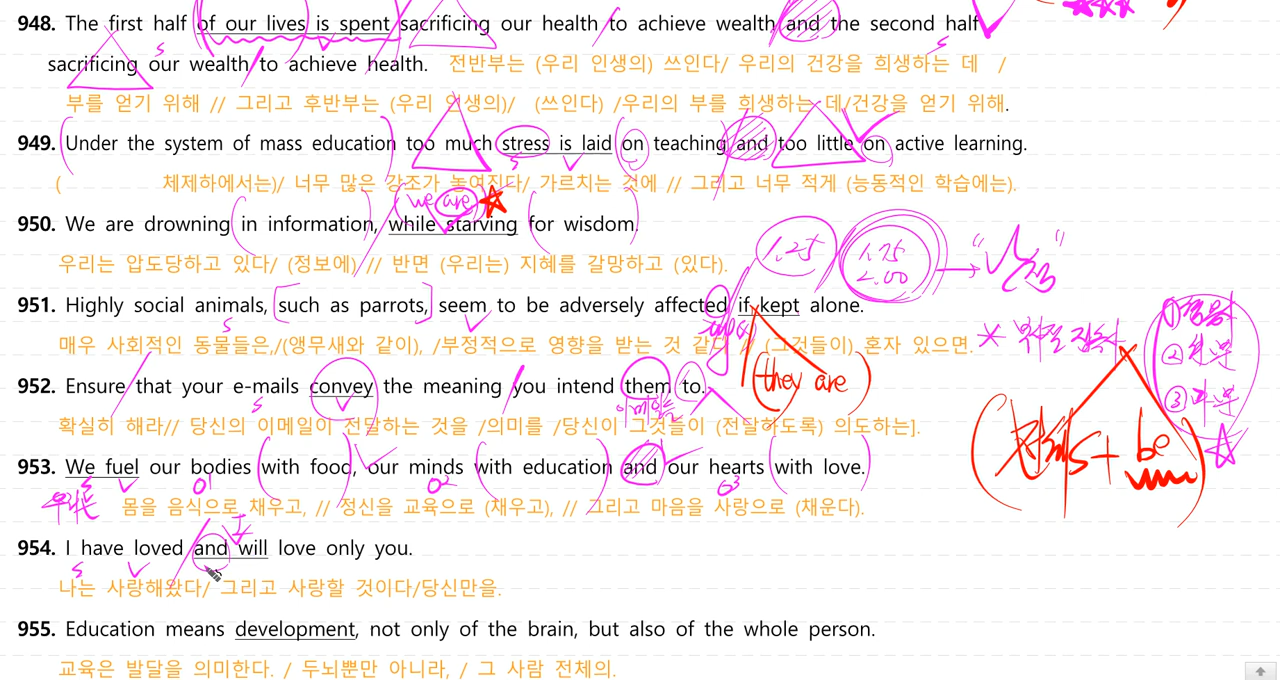 948. The first half of our lives is spent sacrificing our health to achieve wealth and the second half
sacrificing our wealth to achieve health. 전반부는 (우리 인생의) 쓰인다/ 우리의 건강을 희생하는 데 /
부를 얻기 위해 // 그리고 후반부는 (우리 인생의)/ (쓰인다) /우리의 부를 희생하는 데/건강을 얻기 위해.
949. Under the system of mass education too much stress is laid on teaching and too little on active learning.
( 체제하에서는)/ 너무 많은 강조가 놓여진다/ 가르치는 것에 // 그리고 너무 적게 (능동적인 학습에는).
(we are)
950. We are drowning in information, while starving for wisdom.
1.25
1.75
2.00
우리는 압도당하고 있다/ (정보에) // 반면 (우리는) 지혜를 갈망하고 (있다).
951. Highly social animals, such as parrots, seem to be adversely affected if kept alone.
매우 사회적인 동물들은,/(앵무새와 같이), /부정적으로 영향을 받는 것 같다 // (그것들이) 혼자 있으면.
(they are)
952. Ensure that your e-mails convey the meaning you intend them to.
이메일들
확실히 해라// 당신의 이메일이 전달하는 것을 /의미를 /당신이 그것들이 (전달하도록) 의도하는].
+ be
953. We fuel our bodies with food, our minds with education and our hearts with love.
몸을 음식으로 채우고, // 정신을 교육으로 (채우고), // 그리고 마음을 사랑으로 (채운다).
I
954. I have loved and will love only you.
S
나는 사랑해왔다/ 그리고 사랑할 것이다/당신만을.
955. Education means development, not only of the brain, but also of the whole person.
교육은 발달을 의미한다. / 두뇌뿐만 아니라, / 그 사람 전체의.